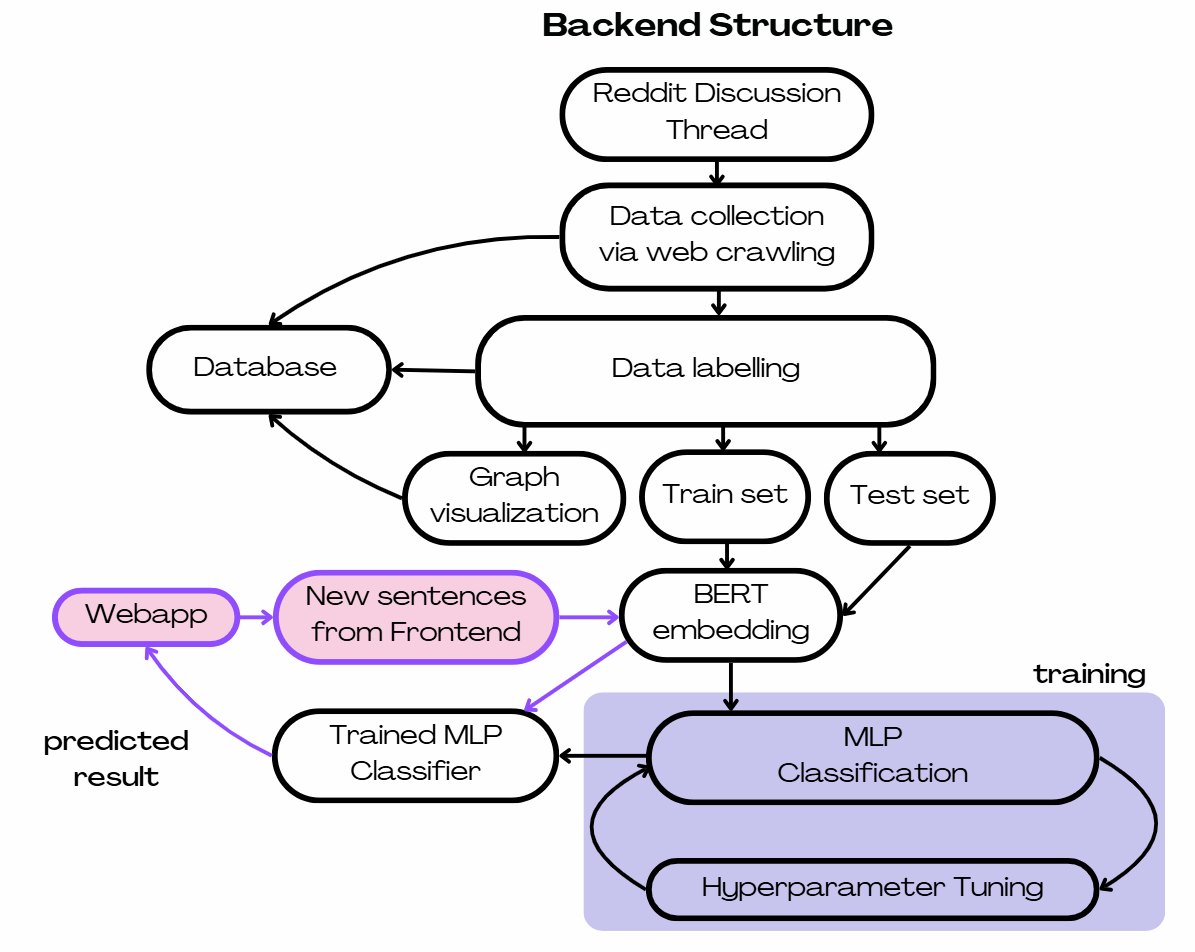 Backend Structure
Reddit Discussion
Thread
Data collection
via web crawling
Database
Data labelling
Graph
visualization
Train set
Test set
Webapp
New sentences
from Frontend
BERT
embedding
training
predicted
result
Trained MLP
Classifier
MLP
Classification
Hyperparameter Tuning